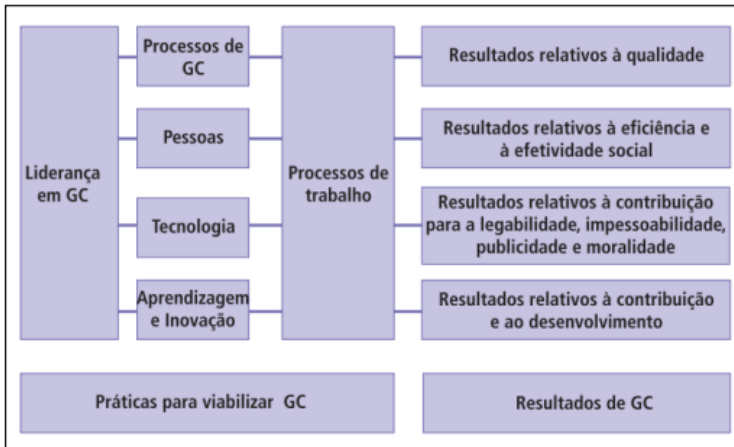 Liderança
em GC
Processos de
GC
Pessoas
Tecnologia
Aprendizagem
e Inovação
Processos de
trabalho
Resultados relativos à qualidade
Resultados relativos à eficiência e
à efetividade social
Resultados relativos à contribuição
para a legabilidade, impessoabilidade,
publicidade e moralidade
Resultados relativos à contribuição
e ao desenvolvimento
Práticas para viabilizar GC
Resultados de GC